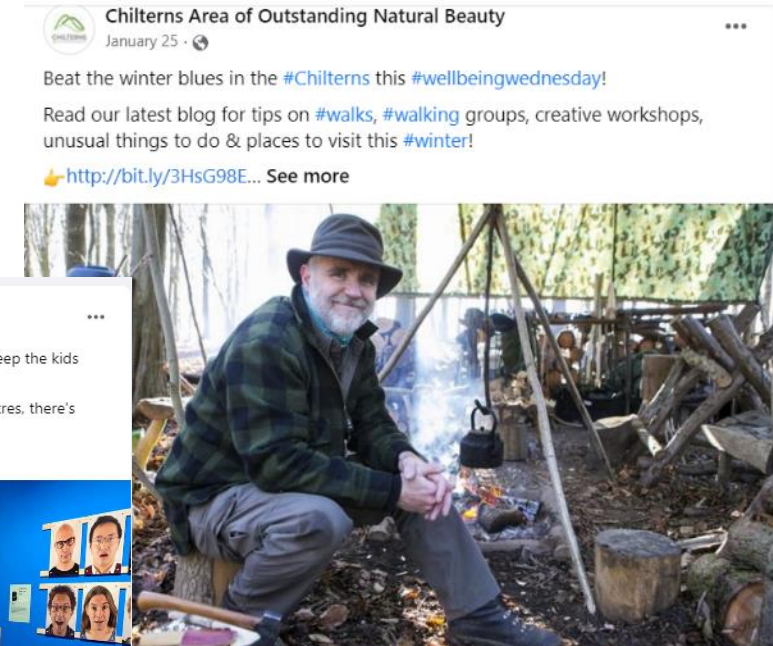 Chilterns Area of Outstanding Natural Beauty
January 25
Beat the winter blues in the #Chilterns this #wellbeingwednesday!
Read our latest blog for tips on #walks, #walking groups, creative workshops,
unusual things to do & places to visit this #winter!
http://bit.ly/3HsG98E... See more
CHILTERNS
eep the kids
res, there's